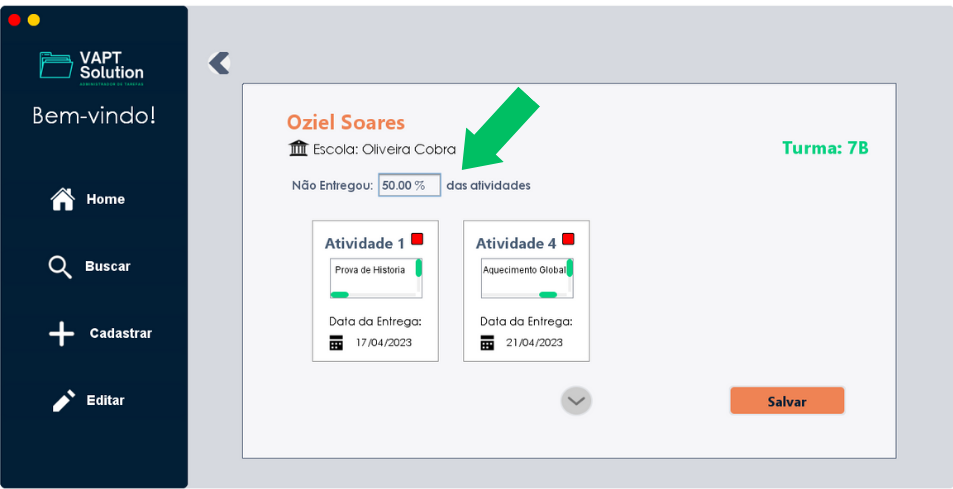 VAPT
Solution
ADMINISTRADOR DE TAREFAS
Bem-vindo!
Home
Buscar
Cadastrar
Editar
Oziel Soares
Escola: Oliveira Cobra
Turma: 7B
Não Entregou: 50.00 % das atividades
Atividade 1
Prova de Historia
Data da Entrega:
17/04/2023
Atividade 4
Aquecimento Global
Data da Entrega:
21/04/2023
Salvar